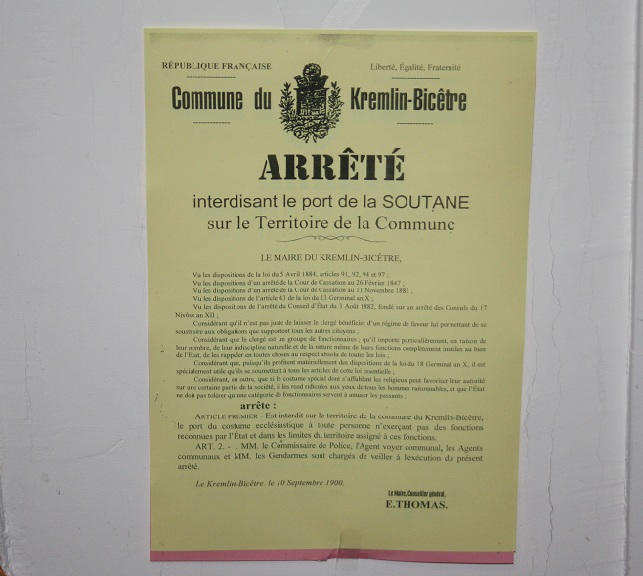 RÉPUBLIQUE FRANÇAISE
Liberté, Égalité, Fraternité
Commune du Kremlin-Bicêtre
ARRÊTÉ
interdisant le port de la SOUTANE
sur le Territoire de la Commune
LE MAIRE DU KREMLIN-BICÊTRE,
Vu les dispositions de la loi du 5 Avril 1884, articles 91, 92, 94 et 97 ;
Vu les dispositions d'un arrêté de la Cour de Cassation au 26 Février 1847 ;
Vu les dispositions d'un arrêté de la Cour de Cassation au 11 Novembre 1881 ;
Vu les dispositions de l'article 43 de la loi du 13 Germinal an X ;
Vu les dispositions de l'arrêté du Conseil d'État du 3 Août 1882, fondé sur un arrêté des Consuls du 17
Nivôse an XII ;
Considérant qu'il n'est pas juste de laisser le clergé bénéficier d'un régime de faveur lui permettant de se
soustraire aux obligations que supportent tous les autres citoyens ;
Considérant que le clergé est un groupe de fonctionnaires ; qu'il importe particulièrement, en raison de
leur nombre, de leur indiscipline naturelle et de la nature même de leurs fonctions complètement inutiles au bien
de l'Etat, de les rappeler en toutes choses au respect absolu de toutes les lois ;
Considérant que, puisqu'ils profitent matériellement des dispositions de la loi du 18 Germinal an X, il est
spécialement utile qu'ils se soumettent à tous les articles de cette loi essentielle ;
Considérant, en outre, que si le costume spécial dont s'affublent les religieux peut favoriser leur autorité
sur une certaine partie de la société, il les rend ridicules aux yeux de tous les hommes raisonnables, et que l'Etat
ne doit pas tolérer qu'une catégorie de fonctionnaires servent à amuser les passants ;
arrête :
ARTICLE PREMIER - Est interdit sur le territoire de la commune du Kremlin-Bicêtre,
le port du costume ecclésiastique à toute personne n'exerçant pas des fonctions
reconnues par l'État et dans les limites du territoire assigné à ces fonctions.
ART. 2. - . MM. le Commissaire de Police, l'Agent voyer communal, les Agents
communaux et MM. les Gendarmes sont chargés de veiller à l'exécution du présent
arrêté.
Le Kremlin-Bicêtre, le 10 Septembre 1900.
Le Maire, Conseiller général,
E.THOMAS.